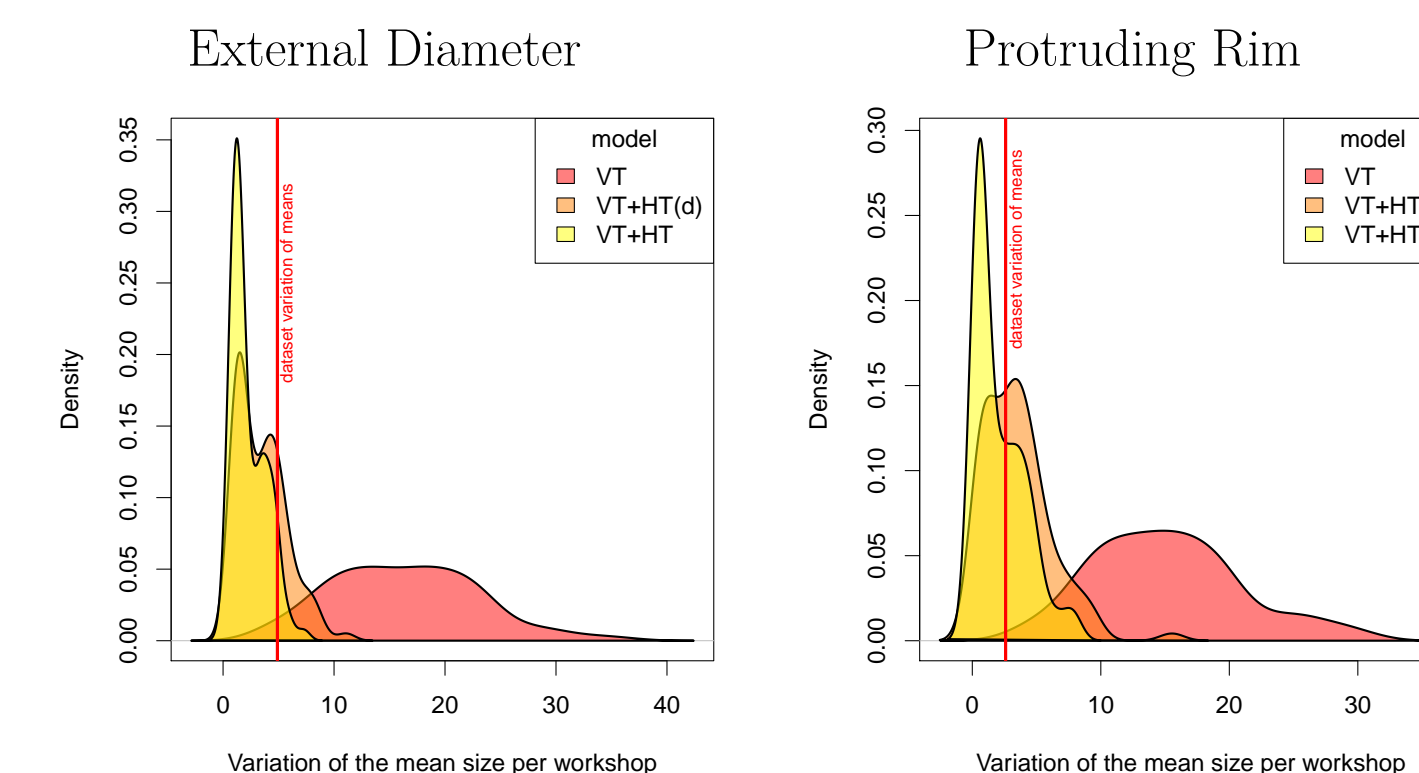 External Diameter
Density
0.00 0.05 0.10 0.15 0.20 0.25 0.30 0.35
dataset variation of means
model
VT
VT+HT(d)
VT+HT
0 10 20 30 40
Variation of the mean size per workshop
Protruding Rim
Density
0.00 0.05 0.10 0.15 0.20 0.25 0.30
dataset variation of means
model
VT
VT+HT
VT+HT
0 10 20 30
Variation of the mean size per workshop